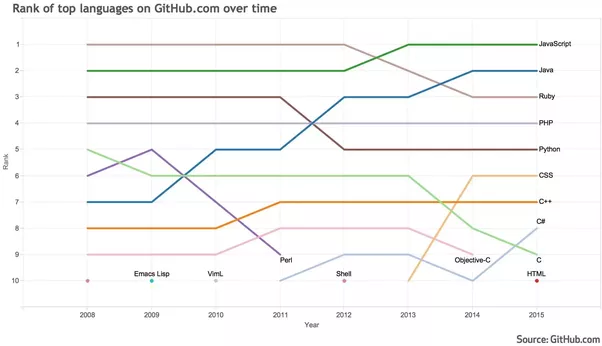 Rank of top languages on GitHub.com over time
1
JavaScript
2
Java
3
Ruby
4
PHP
5
Python
6
CSS
7
C++
C#
8
9
Perl
Objective-C
C
Emacs Lisp
VimL
Shell
HTML
10
Rank
2008
2009
2010
2011
2012
2013
2014
2015
Year
Source: GitHub.com